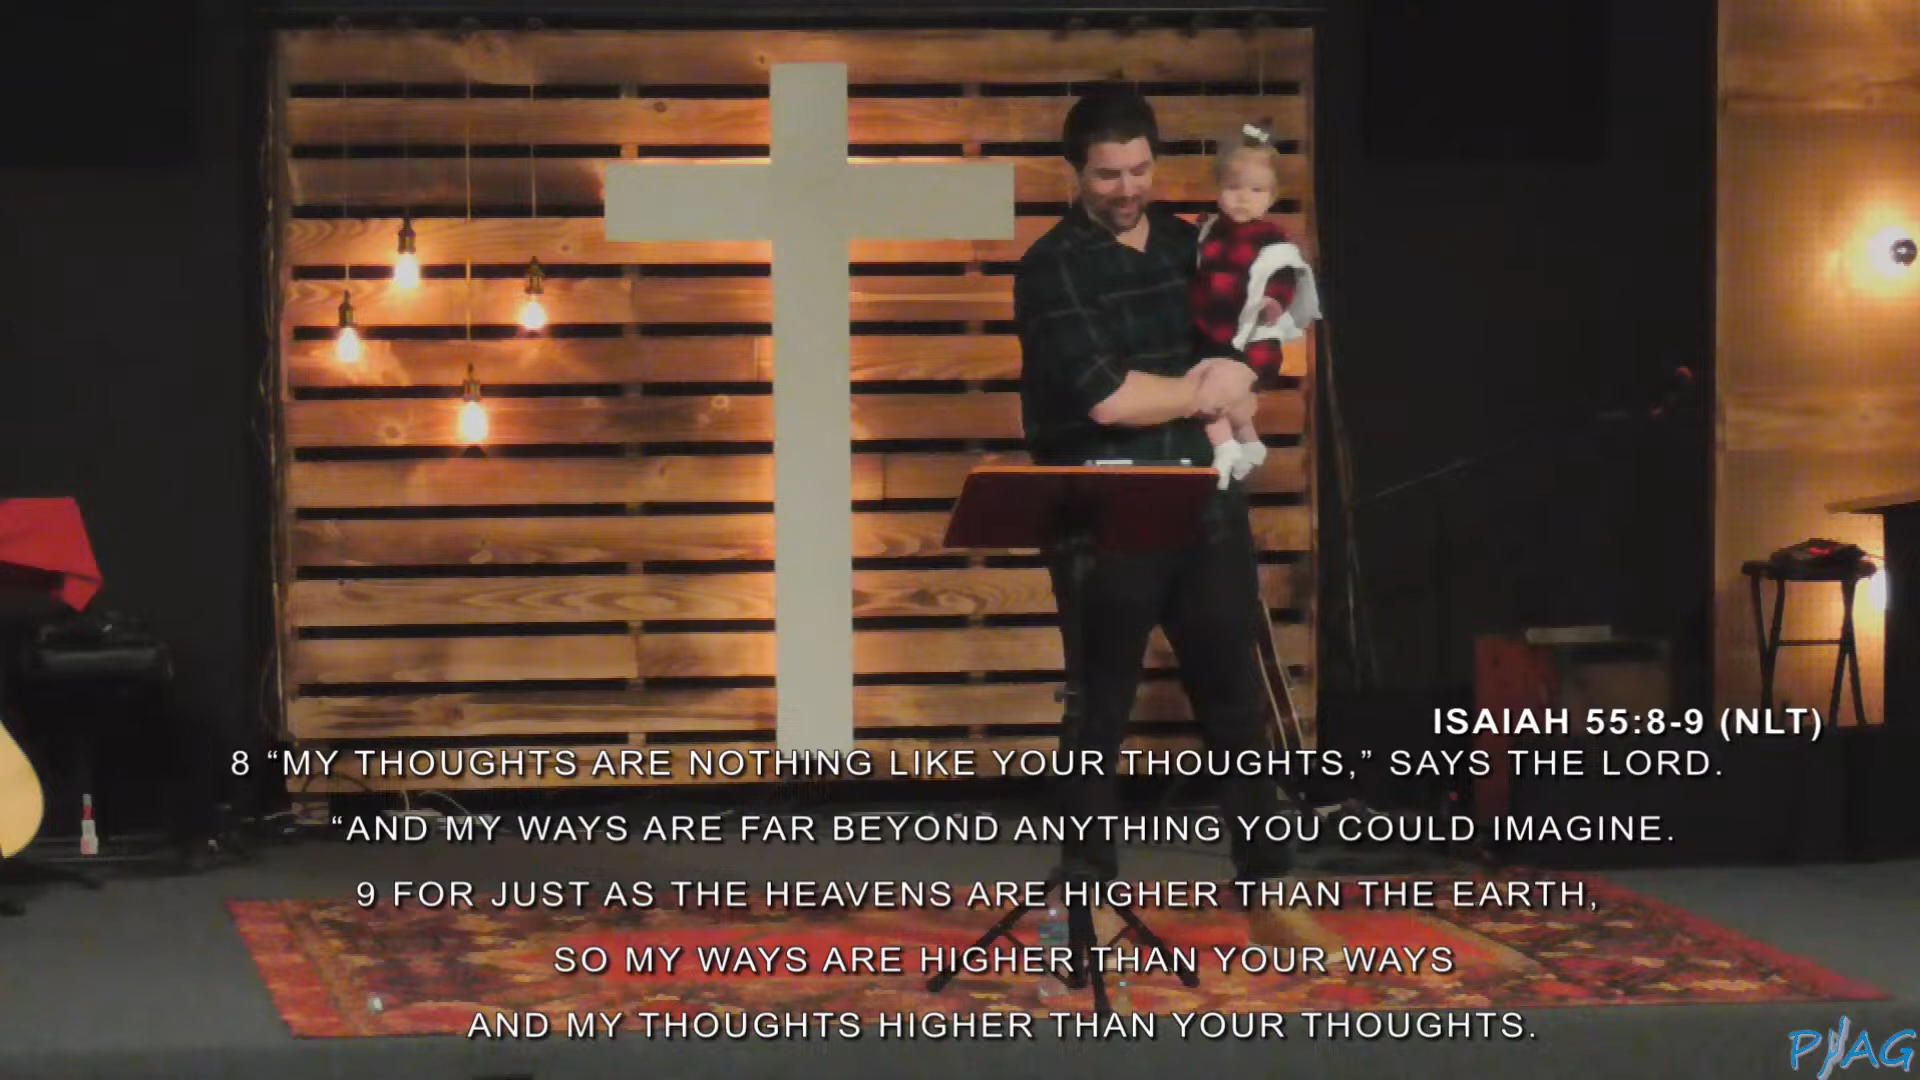 ISAIAH 55:8-9 (NLT)
8 “MY THOUGHTS ARE NOTHING LIKE YOUR THOUGHTS,” SAYS THE LORD.
“AND MY WAYS ARE FAR BEYOND ANYTHING YOU COULD IMAGINE.
9 FOR JUST AS THE HEAVENS ARE HIGHER THAN THE EARTH,
SO MY WAYS ARE HIGHER THAN YOUR WAYS
AND MY THOUGHTS HIGHER THAN YOUR THOUGHTS.